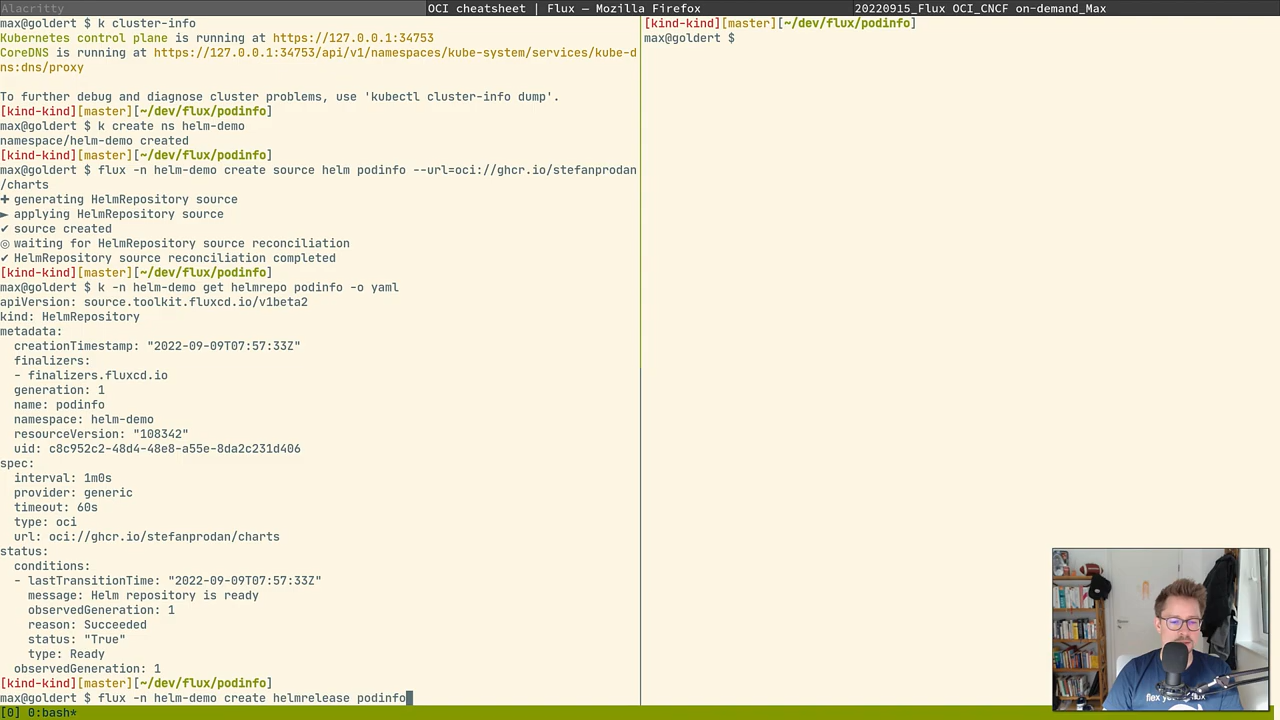 Alacritty
OCI cheatsheet | Flux — Mozilla Firefox
20220915_Flux OCI_CNCF on-demand_Max
max@goldert $ k cluster-info
Kubernetes control plane is running at https://127.0.0.1:34753
CoreDNS is running at https://127.0.0.1:34753/api/v1/namespaces/kube-system/services/kube-d
ns:dns/proxy
To further debug and diagnose cluster problems, use 'kubectl cluster-info dump'.
[kind-kind][master][~/dev/flux/podinfo]
max@goldert $ k create ns helm-demo
namespace/helm-demo created
[kind-kind][master][~/dev/flux/podinfo]
max@goldert $ flux -n helm-demo create source helm podinfo --url=oci://ghcr.io/stefanprodan
/charts
✚ generating HelmRepository source
► applying HelmRepository source
✔ source created
◎ waiting for HelmRepository source reconciliation
✔ HelmRepository source reconciliation completed
[kind-kind][master][~/dev/flux/podinfo]
max@goldert $ k -n helm-demo get helmrepo podinfo -o yaml
apiVersion: source.toolkit.fluxcd.io/v1beta2
kind: HelmRepository
metadata:
  creationTimestamp: "2022-09-09T07:57:33Z"
  finalizers:
  - finalizers.fluxcd.io
  generation: 1
  name: podinfo
  namespace: helm-demo
  resourceVersion: "108342"
  uid: c8c952c2-48d4-48e8-a55e-8da2c231d406
spec:
  interval: 1m0s
  provider: generic
  timeout: 60s
  type: oci
  url: oci://ghcr.io/stefanprodan/charts
status:
  conditions:
  - lastTransitionTime: "2022-09-09T07:57:33Z"
    message: Helm repository is ready
    observedGeneration: 1
    reason: Succeeded
    status: "True"
    type: Ready
  observedGeneration: 1
[kind-kind][master][~/dev/flux/podinfo]
max@goldert $ flux -n helm-demo create helmrelease podinfo
[kind-kind][master][~/dev/flux/podinfo]
max@goldert $
[0] 0:bash*